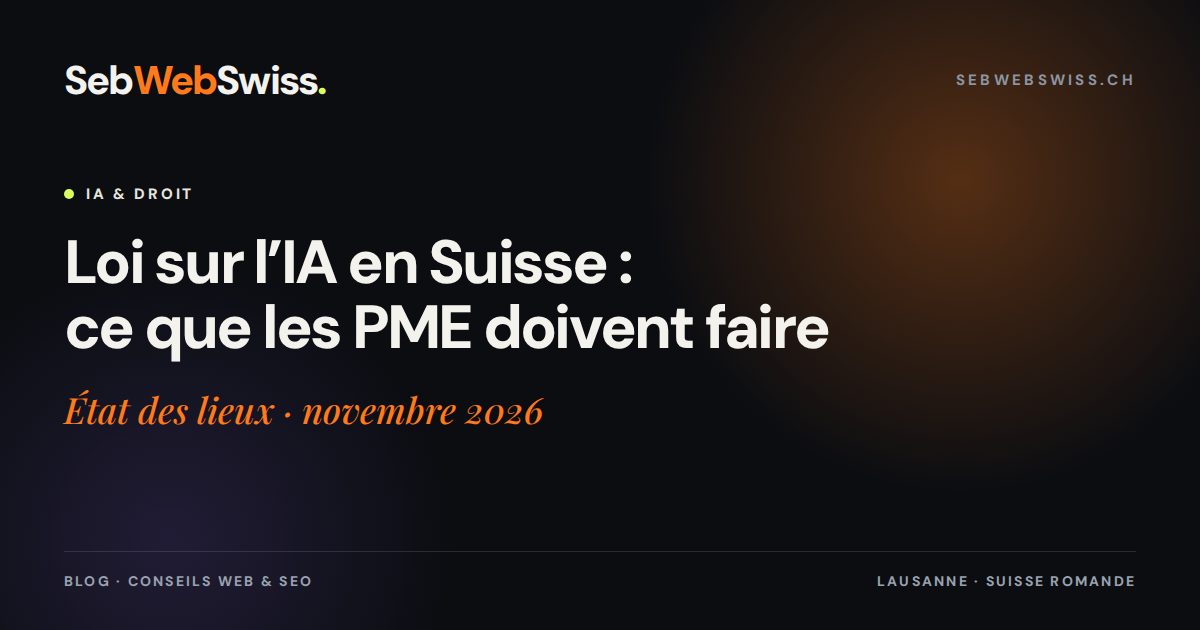 SebWebSwiss.
SEBWEBSWISS.CH
IA & DROIT
Loi sur l’IA en Suisse :
ce que les PME doivent faire
État des lieux · novembre 2026
BLOG · CONSEILS WEB & SEO
LAUSANNE · SUISSE ROMANDE